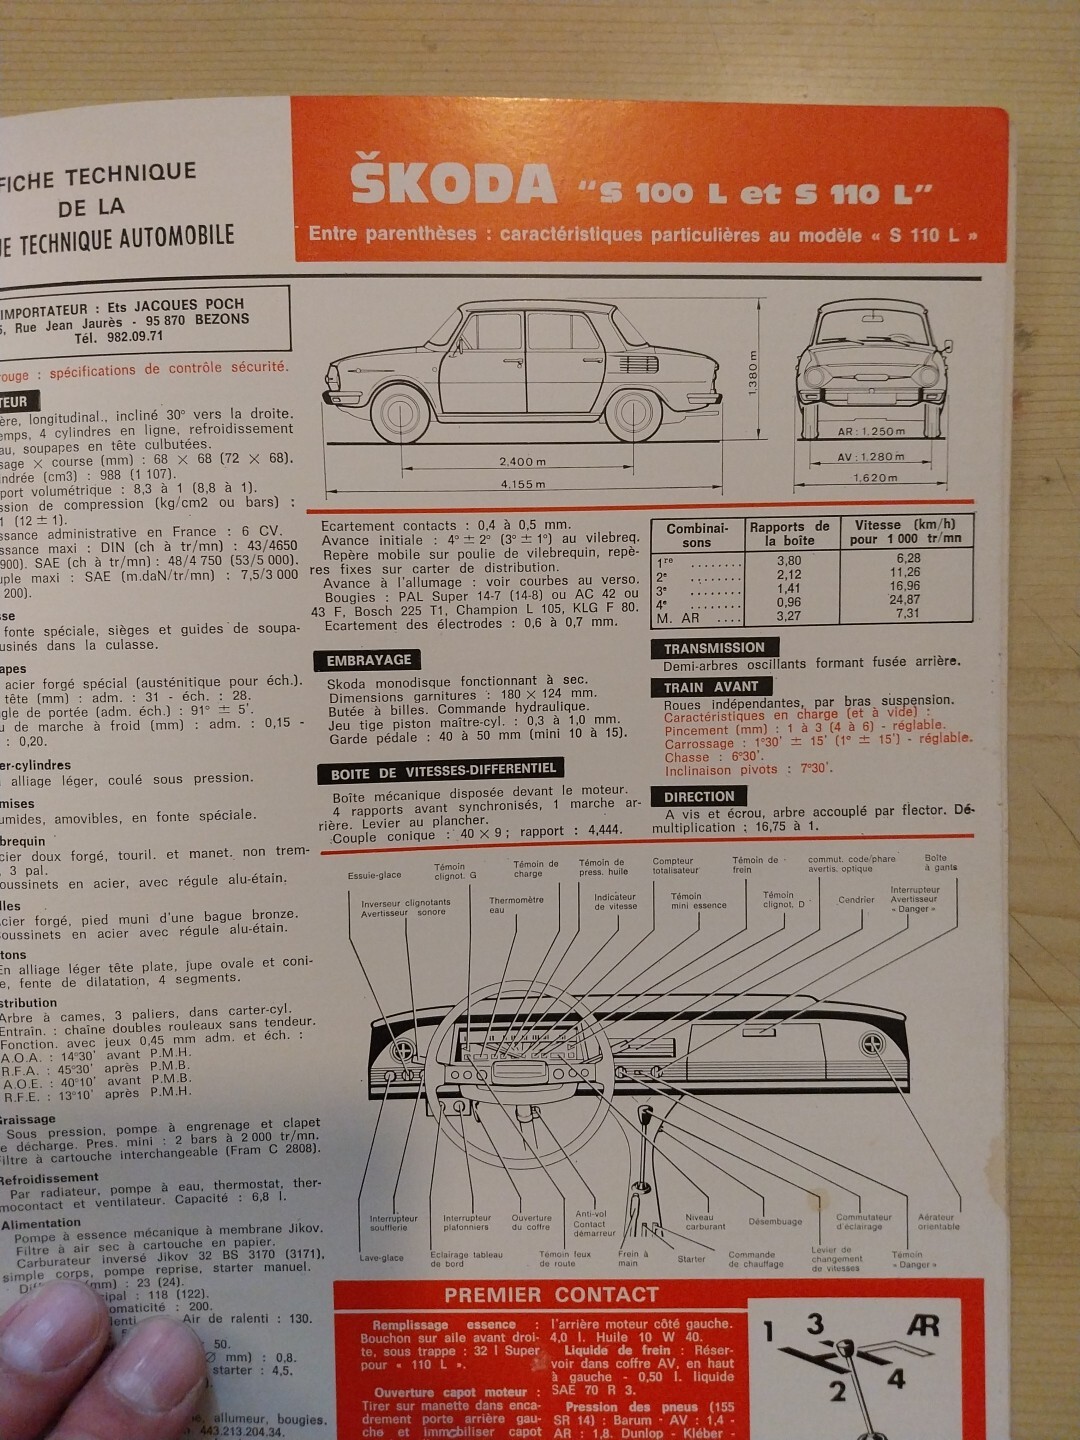 FICHE TECHNIQUE
DE LA
TECHNIQUE AUTOMOBILE
ŠKODA "S 100 L et S 110 L"
Entre parenthèses : caractéristiques particulières au modèle « S 110 L »
IMPORTATEUR : Ets JACQUES POCH
Rue Jean Jaurès - 95 870 BEZONS
Tél. 982.09.71
rouge : spécifications de contrôle sécurité.
TEUR
ère, longitudinal., incliné 30° vers la droite.
emps, 4 cylindres en ligne, refroidissement
au, soupapes en tête culbutées.
sage × course (mm) : 68 × 68 (72 × 68).
indrée (cm3) : 988 (1 107).
port volumétrique : 8,3 à 1 (8,8 à 1).
ssion de compression (kg/cm2 ou bars) :
1 (12 ± 1).
issance administrative en France : 6 CV.
ssance maxi : DIN (ch à tr/mn) : 43/4650
900). SAE (ch à tr/mn) : 48/4 750 (53/5 000).
uple maxi : SAE (m.daN/tr/mn) : 7,5/3 000
200).
sse
fonte spéciale, sièges et guides de soupa-
usinés dans la culasse.
apes
acier forgé spécial (austénitique pour éch.).
tête (mm) : adm. : 31 - éch. : 28.
gle de portée (adm. éch.) : 91° ± 5'.
u de marche à froid (mm) : adm. : 0,15 -
: 0,20.
er-cylindres
alliage léger, coulé sous pression.
mises
umides, amovibles, en fonte spéciale.
brequin
cier doux forgé, touril. et manet. non trem-
, 3 pal.
oussinets en acier, avec régule alu-étain.
lles
cier forgé, pied muni d'une bague bronze.
Coussinets en acier avec régule alu-étain.
tons
En alliage léger tête plate, jupe ovale et coni-
e, fente de dilatation, 4 segments.
stribution
Arbre à cames, 3 paliers, dans carter-cyl.
Entraîn. : chaîne doubles rouleaux sans tendeur.
Fonction. avec jeux 0,45 mm adm. et éch. :
A.O.A. : 14°30' avant P.M.H.
R.F.A. : 45°30' après P.M.B.
A.O.E. : 40°10' avant P.M.B.
R.F.E. : 13°10' après P.M.H.
Graissage
Sous pression, pompe à engrenage et clapet
e décharge. Pres. mini : 2 bars à 2 000 tr/mn.
Filtre à cartouche interchangeable (Fram C 2808).
Refroidissement
Par radiateur, pompe à eau, thermostat, ther-
mocontact et ventilateur. Capacité : 6,8 l.
Alimentation
Pompe à essence mécanique à membrane Jikov.
Filtre à air sec à cartouche en papier.
Carburateur inversé Jikov 32 BS 3170 (3171),
simple corps, pompe reprise, starter manuel.
(mm) : 23 (24).
cipal : 118 (122).
omaticité : 200.
lenti Air de ralenti : 130.
50.
mm) : 0,8.
starter : 4,5.
allumeur, bougies.
443.213.204.34.
1,380 m
2,400 m
4,155 m
AR : 1,250 m
AV : 1,280 m
1,620 m
Ecartement contacts : 0,4 à 0,5 mm.
Avance initiale : 4° ± 2° (3° ± 1°) au vilebreq.
Repère mobile sur poulie de vilebrequin, repè-
res fixes sur carter de distribution.
Avance à l'allumage : voir courbes au verso.
Bougies : PAL Super 14-7 (14-8) ou AC 42 ou
43 F, Bosch 225 T1, Champion L 105, KLG F 80.
Ecartement des électrodes : 0,6 à 0,7 mm.
EMBRAYAGE
Skoda monodisque fonctionnant à sec.
Dimensions garnitures : 180 × 124 mm.
Butée à billes. Commande hydraulique.
Jeu tige piston maître-cyl. : 0,3 à 1,0 mm.
Garde pédale : 40 à 50 mm (mini 10 à 15).
BOITE DE VITESSES-DIFFERENTIEL
Boîte mécanique disposée devant le moteur.
4 rapports avant synchronisés, 1 marche ar-
rière. Levier au plancher.
Couple conique : 40 × 9 ; rapport : 4,444.
Combinai-sons Rapports de la boîte Vitesse (km/h) pour 1 000 tr/mn
1re ........ 3,80 6,28
2e ........ 2,12 11,26
3e ........ 1,41 16,96
4e ........ 0,96 24,87
M. AR .... 3,27 7,31
TRANSMISSION
Demi-arbres oscillants formant fusée arrière.
TRAIN AVANT
Roues indépendantes, par bras suspension.
Caractéristiques en charge (et à vide) :
Pincement (mm) : 1 à 3 (4 à 6) - réglable.
Carrossage : 1°30' ± 15' (1° ± 15') - réglable.
Chasse : 6°30'.
Inclinaison pivots : 7°30'.
DIRECTION
A vis et écrou, arbre accouplé par flector. Dé-
multiplication ; 16,75 à 1.
Essuie-glace
Témoin
clignot. G
Témoin de
charge
Témoin de
press. huile
Compteur
totalisateur
Témoin de
frein
commut. code/phare
avertis. optique
Boîte
à gants
Inverseur clignotants
Avertisseur sonore
Thermomètre
eau
Indicateur
de vitesse
Témoin
mini essence
Témoin
clignot. D
Cendrier
Interrupteur
Avertisseur
« Danger »
Interrupteur
soufflerie
Interrupteur
plafonniers
Ouverture
du coffre
Anti-vol
Contact
démarreur
Niveau
carburant
Désembuage
Commutateur
d'éclairage
Aérateur
orientable
Lave-glace
Eclairage tableau
de bord
Témoin feux
de route
Frein à
main
Starter
Commande
de chauffage
Levier de
changement
de vitesses
Témoin
« Danger »
PREMIER CONTACT
Remplissage essence :
Bouchon sur aile avant droi-
te, sous trappe : 32 l Super
pour « 110 L ».
Ouverture capot moteur :
Tirer sur manette dans enca-
drement porte arrière gau-
che et immobiliser capot
l'arrière moteur côté gauche.
4,0 l. Huile 10 W 40.
Liquide de frein : Réser-
voir dans coffre AV, en haut
à gauche - 0,50 l. liquide
SAE 70 R 3.
Pression des pneus (155
SR 14) : Barum - AV : 1,4 -
AR : 1,8. Dunlop - Kléber -
1 3 AR
2 4